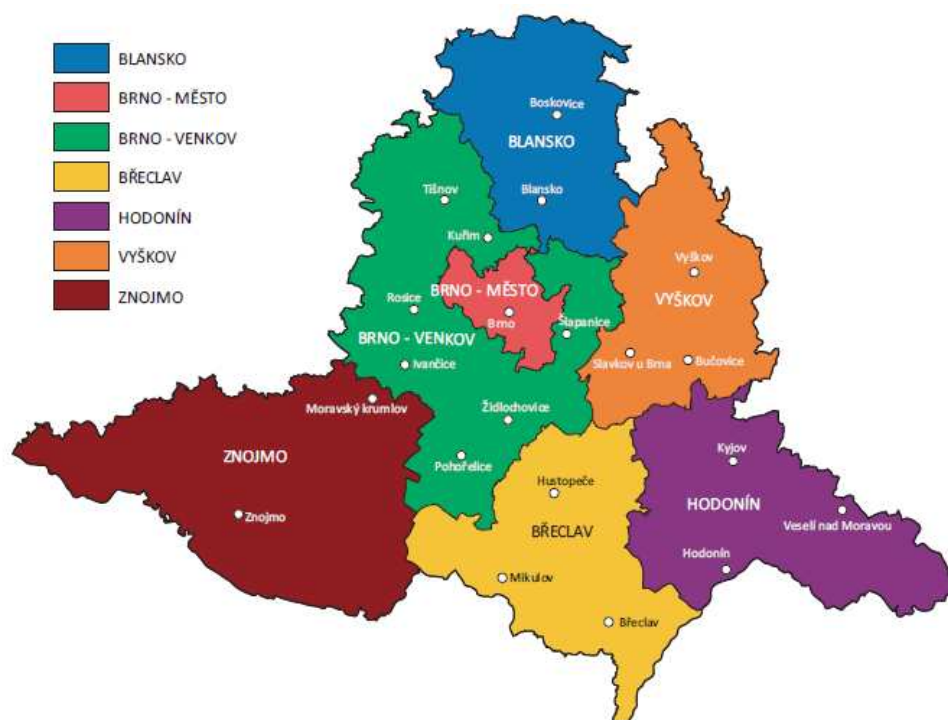 BLANSKO
BRNO - MĚSTO
BRNO - VENKOV
BŘECLAV
HODONÍN
VYŠKOV
ZNOJMO
Boskovice
BLANSKO
Blansko
Tišnov
Kuřim
Vyškov
BRNO - MĚSTO
VYŠKOV
Rosice
Brno
Šlapanice
BRNO - VENKOV
Ivančice
Slavkov u Brna
Bučovice
Moravský krumlov
Židlochovice
ZNOJMO
Pohořelice
Kyjov
Hustopeče
HODONÍN
Znojmo
Veselí nad Moravou
BŘECLAV
Hodonín
Mikulov
Břeclav